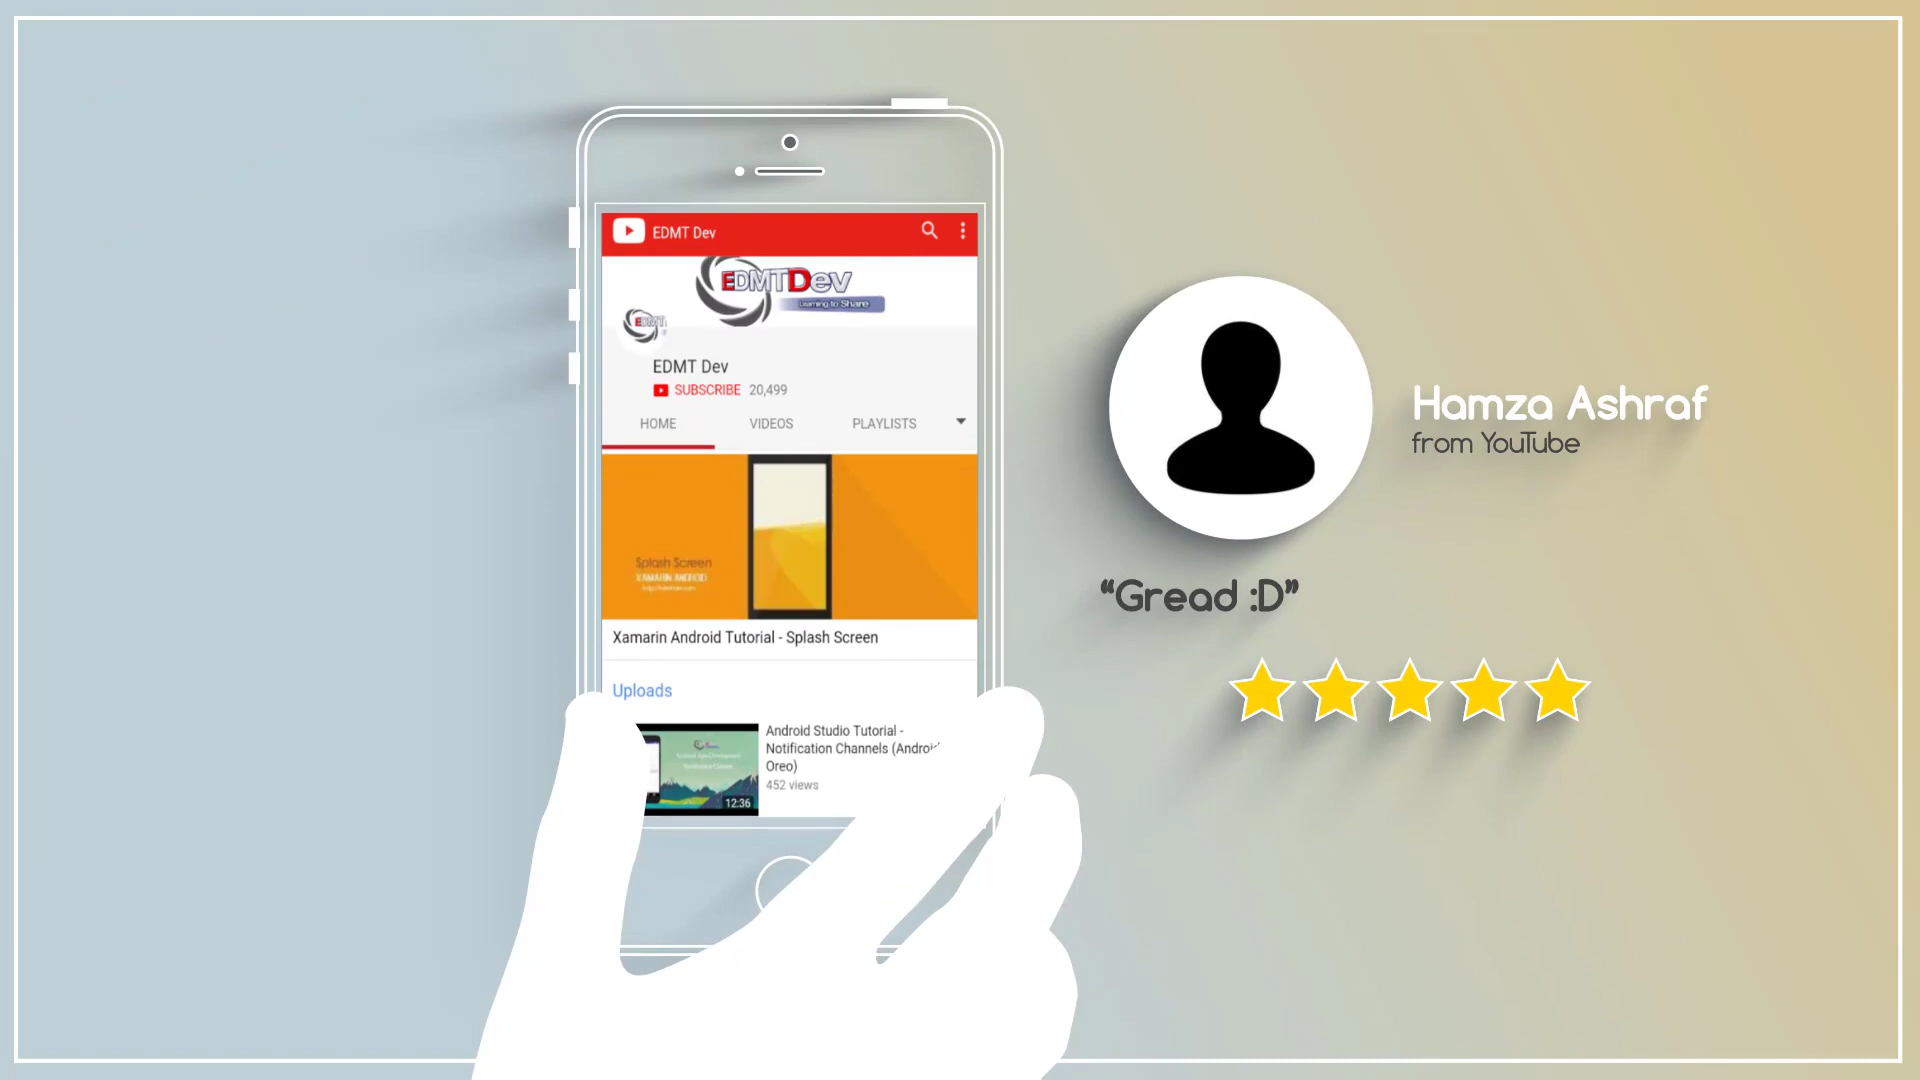 EDMT Dev
EDMTDev
Learning to Share
EDMT
EDMT Dev
SUBSCRIBE 20,499
HOME VIDEOS PLAYLISTS
Splash Screen
XAMARIN ANDROID
Xamarin Android Tutorial - Splash Screen
Uploads
Android Studio Tutorial -
Notification Channels (Android
Oreo)
452 views
12:36
Hamza Ashraf
from YouTube
“Gread :D”